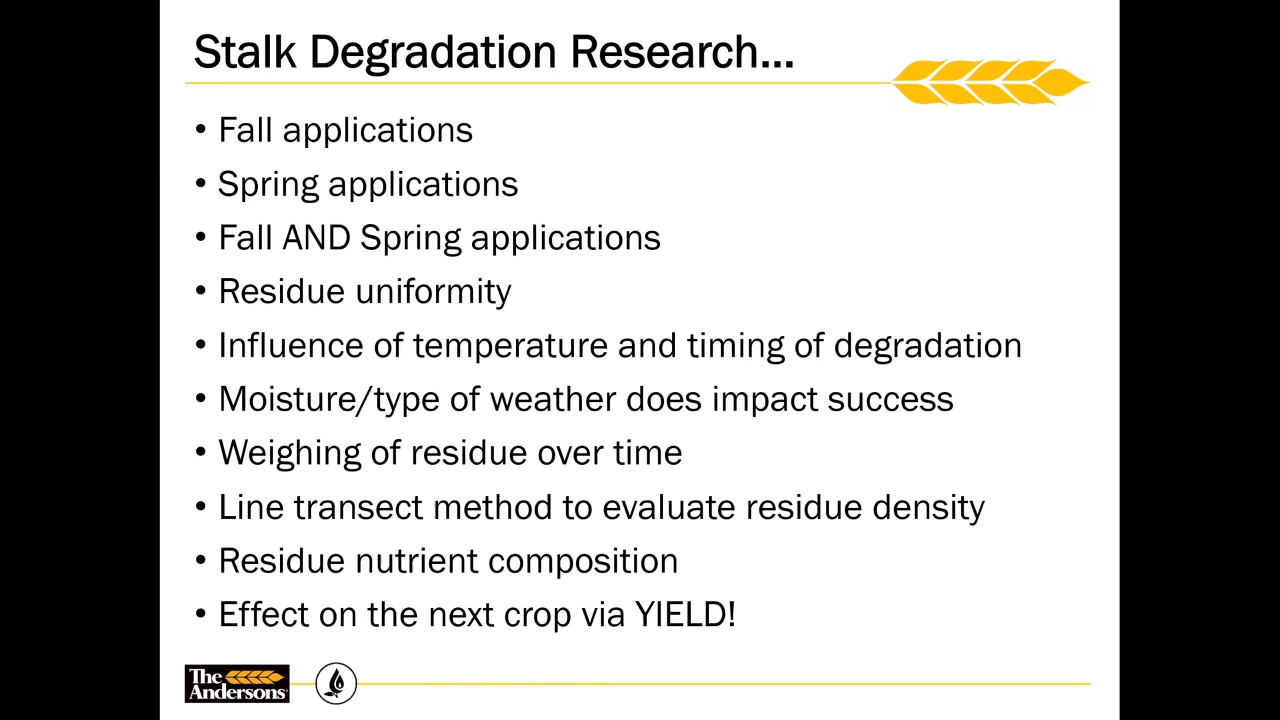 Stalk Degradation Research...
• Fall applications
• Spring applications
• Fall AND Spring applications
• Residue uniformity
• Influence of temperature and timing of degradation
• Moisture/type of weather does impact success
• Weighing of residue over time
• Line transect method to evaluate residue density
• Residue nutrient composition
• Effect on the next crop via YIELD!
The
Andersons